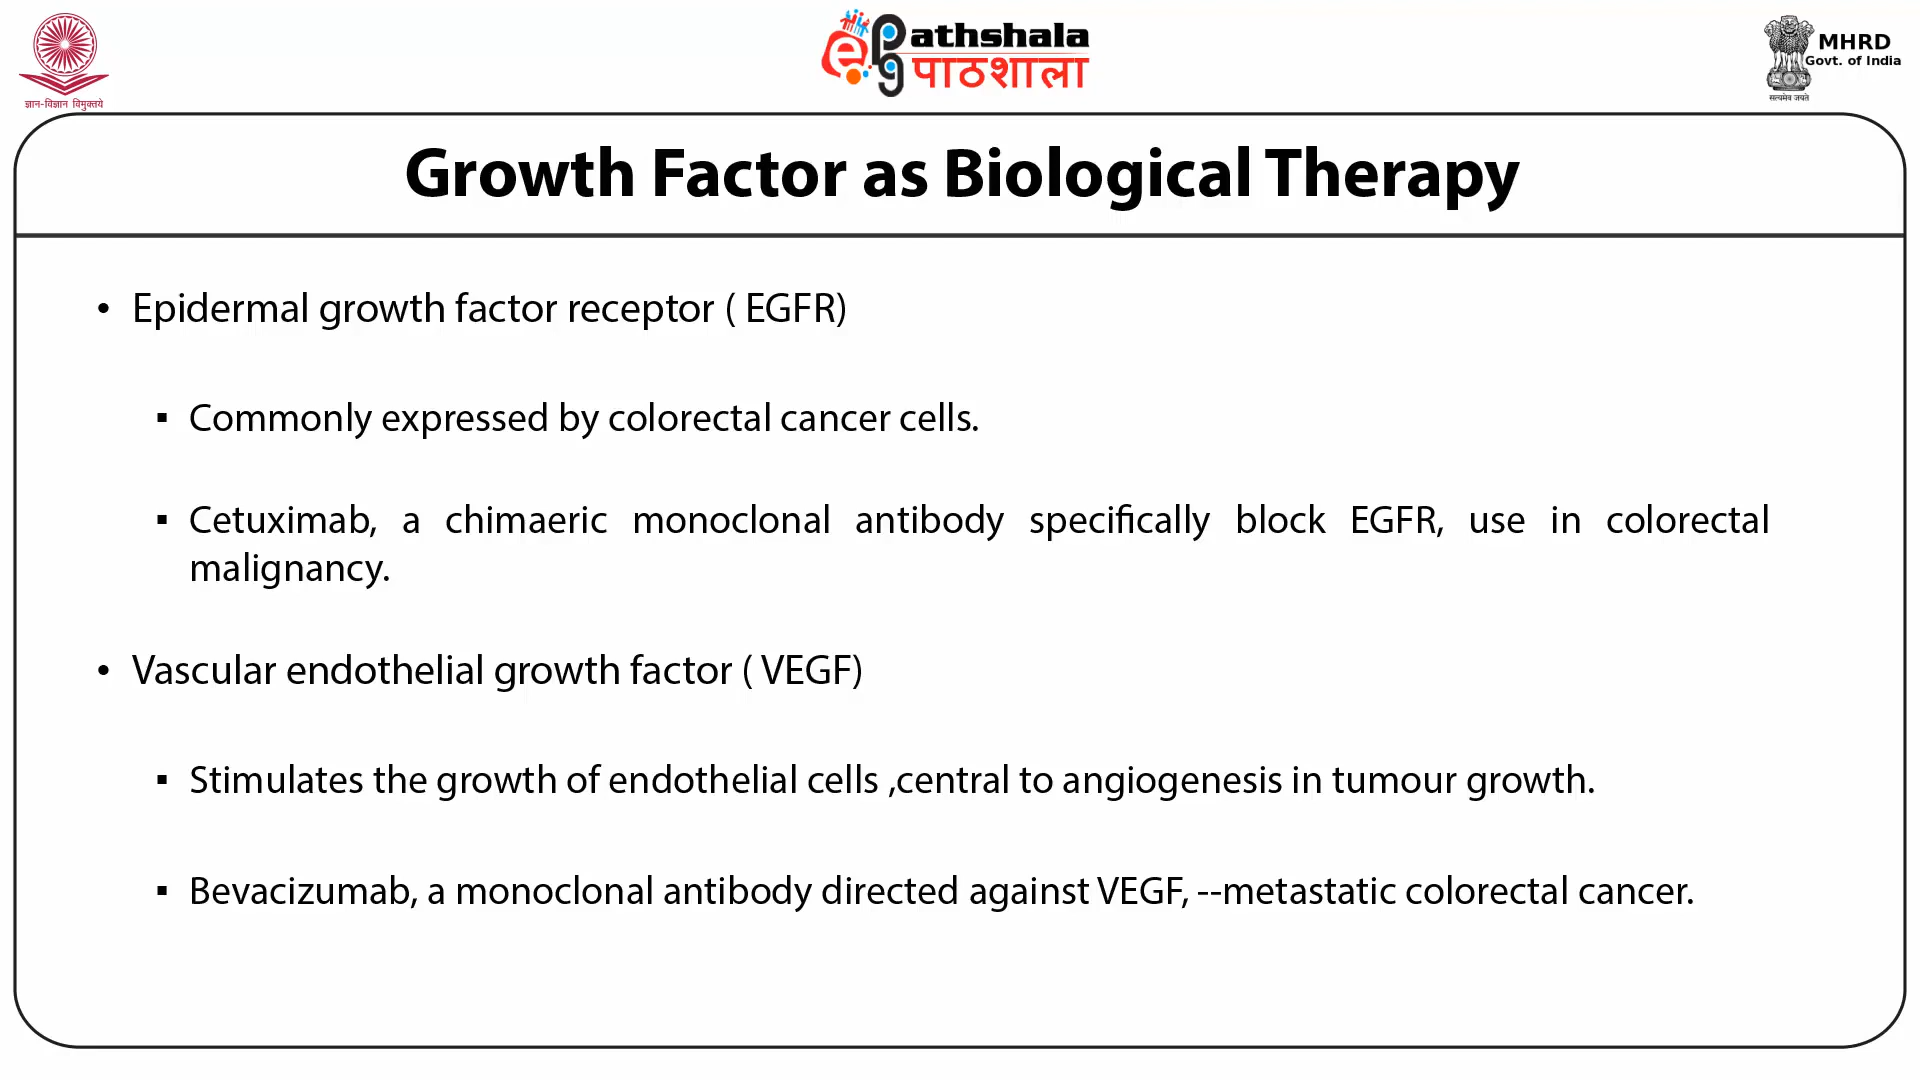 ज्ञान-विज्ञान विमुक्तये
ePathshala
पाठशाला
MHRD
Govt. of India
सत्यमेव जयते
Growth Factor as Biological Therapy
• Epidermal growth factor receptor ( EGFR)
▪ Commonly expressed by colorectal cancer cells.
▪ Cetuximab, a chimaeric monoclonal antibody specifically block EGFR, use in colorectal
malignancy.
• Vascular endothelial growth factor ( VEGF)
▪ Stimulates the growth of endothelial cells ,central to angiogenesis in tumour growth.
▪ Bevacizumab, a monoclonal antibody directed against VEGF, --metastatic colorectal cancer.